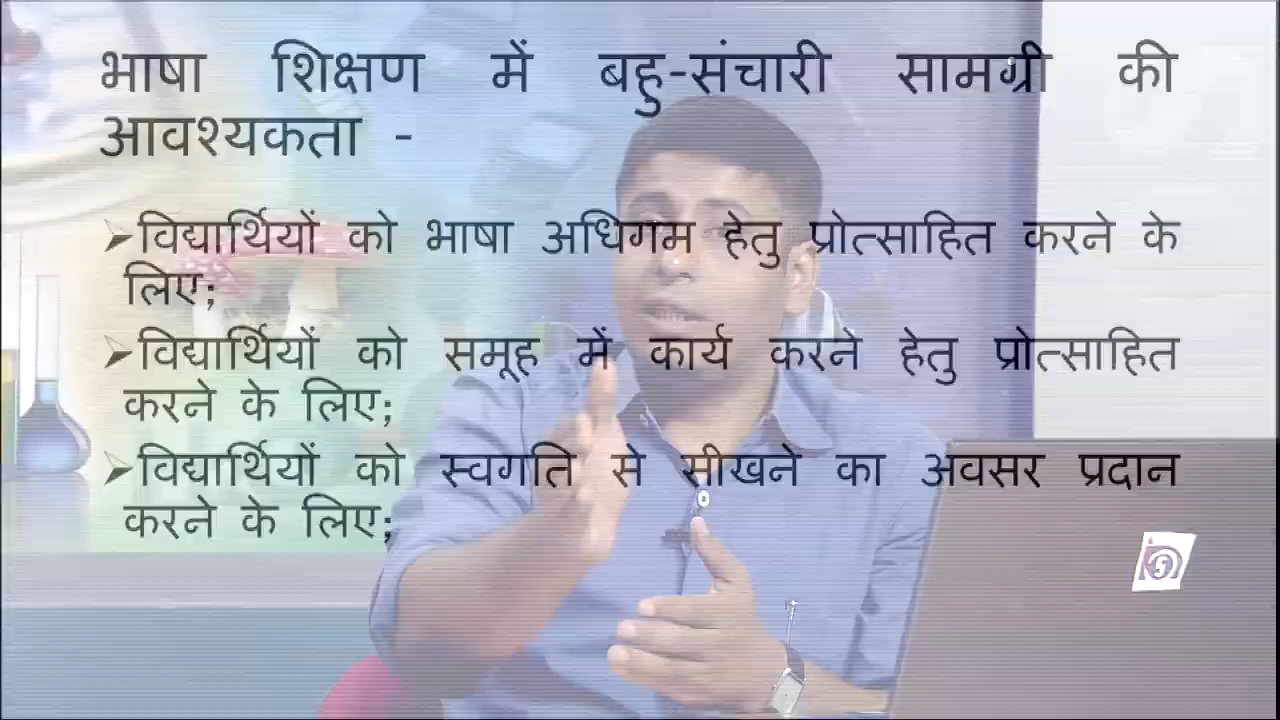 भाषा शिक्षण में बहु-संचारी सामग्री की
आवश्यकता -
➢विद्यार्थियों को भाषा अधिगम हेतु प्रोत्साहित करने के
लिए;
➢विद्यार्थियों को समूह में कार्य करने हेतु प्रोत्साहित
करने के लिए;
➢विद्यार्थियों को स्वगति से सीखने का अवसर प्रदान
करने के लिए;